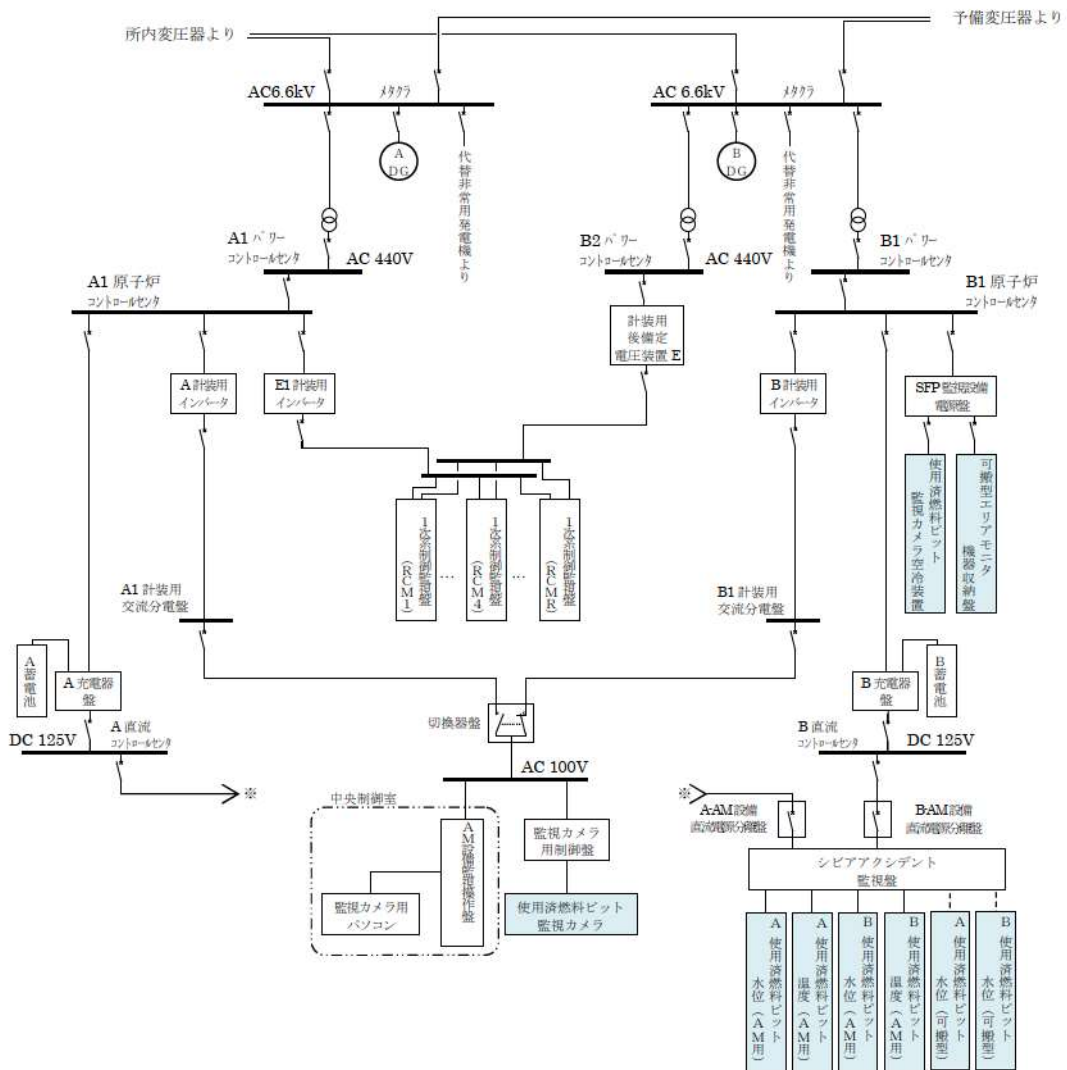 所内変圧器より
予備変圧器より
AC6.6kV
メタクラ
AC 6.6kV
メタクラ
A
DG
代替非常用発電機より
B
DG
代替非常用発電機より
A1 パワー
コントロールセンタ
AC 440V
B2 パワー
コントロールセンタ
AC 440V
B1 パワー
コントロールセンタ
A1 原子炉
コントロールセンタ
B1 原子炉
コントロールセンタ
計装用
後備定
電圧装置 E
A 計装用
インバータ
E1 計装用
インバータ
B 計装用
インバータ
SFP 監視設備
電源盤
使用済燃料ピット
監視カメラ空冷装置
可搬型エリアモニタ
機器収納盤
1次系制御監視盤
(RCM1)
…
1次系制御監視盤
(RCM4)
…
1次系制御監視盤
(RCMR)
A1 計装用
交流分電盤
B1 計装用
交流分電盤
A蓄電池
A 充電器
盤
B 充電器
盤
B蓄電池
切換器盤
DC 125V
A 直流
コントロールセンタ
B 直流
コントロールセンタ
DC 125V
AC 100V
※
※
A-AM 設備
直流電源分離盤
B-AM 設備
直流電源分離盤
中央制御室
AM設備監視操作盤
監視カメラ用
パソコン
監視カメラ
用制御盤
使用済燃料ピット
監視カメラ
シビアアクシデント
監視盤
A 使用済燃料ピット
水位(AM用)
A 使用済燃料ピット
温度(AM用)
B 使用済燃料ピット
水位(AM用)
B 使用済燃料ピット
温度(AM用)
A 使用済燃料ピット
水位(可搬型)
B 使用済燃料ピット
水位(可搬型)